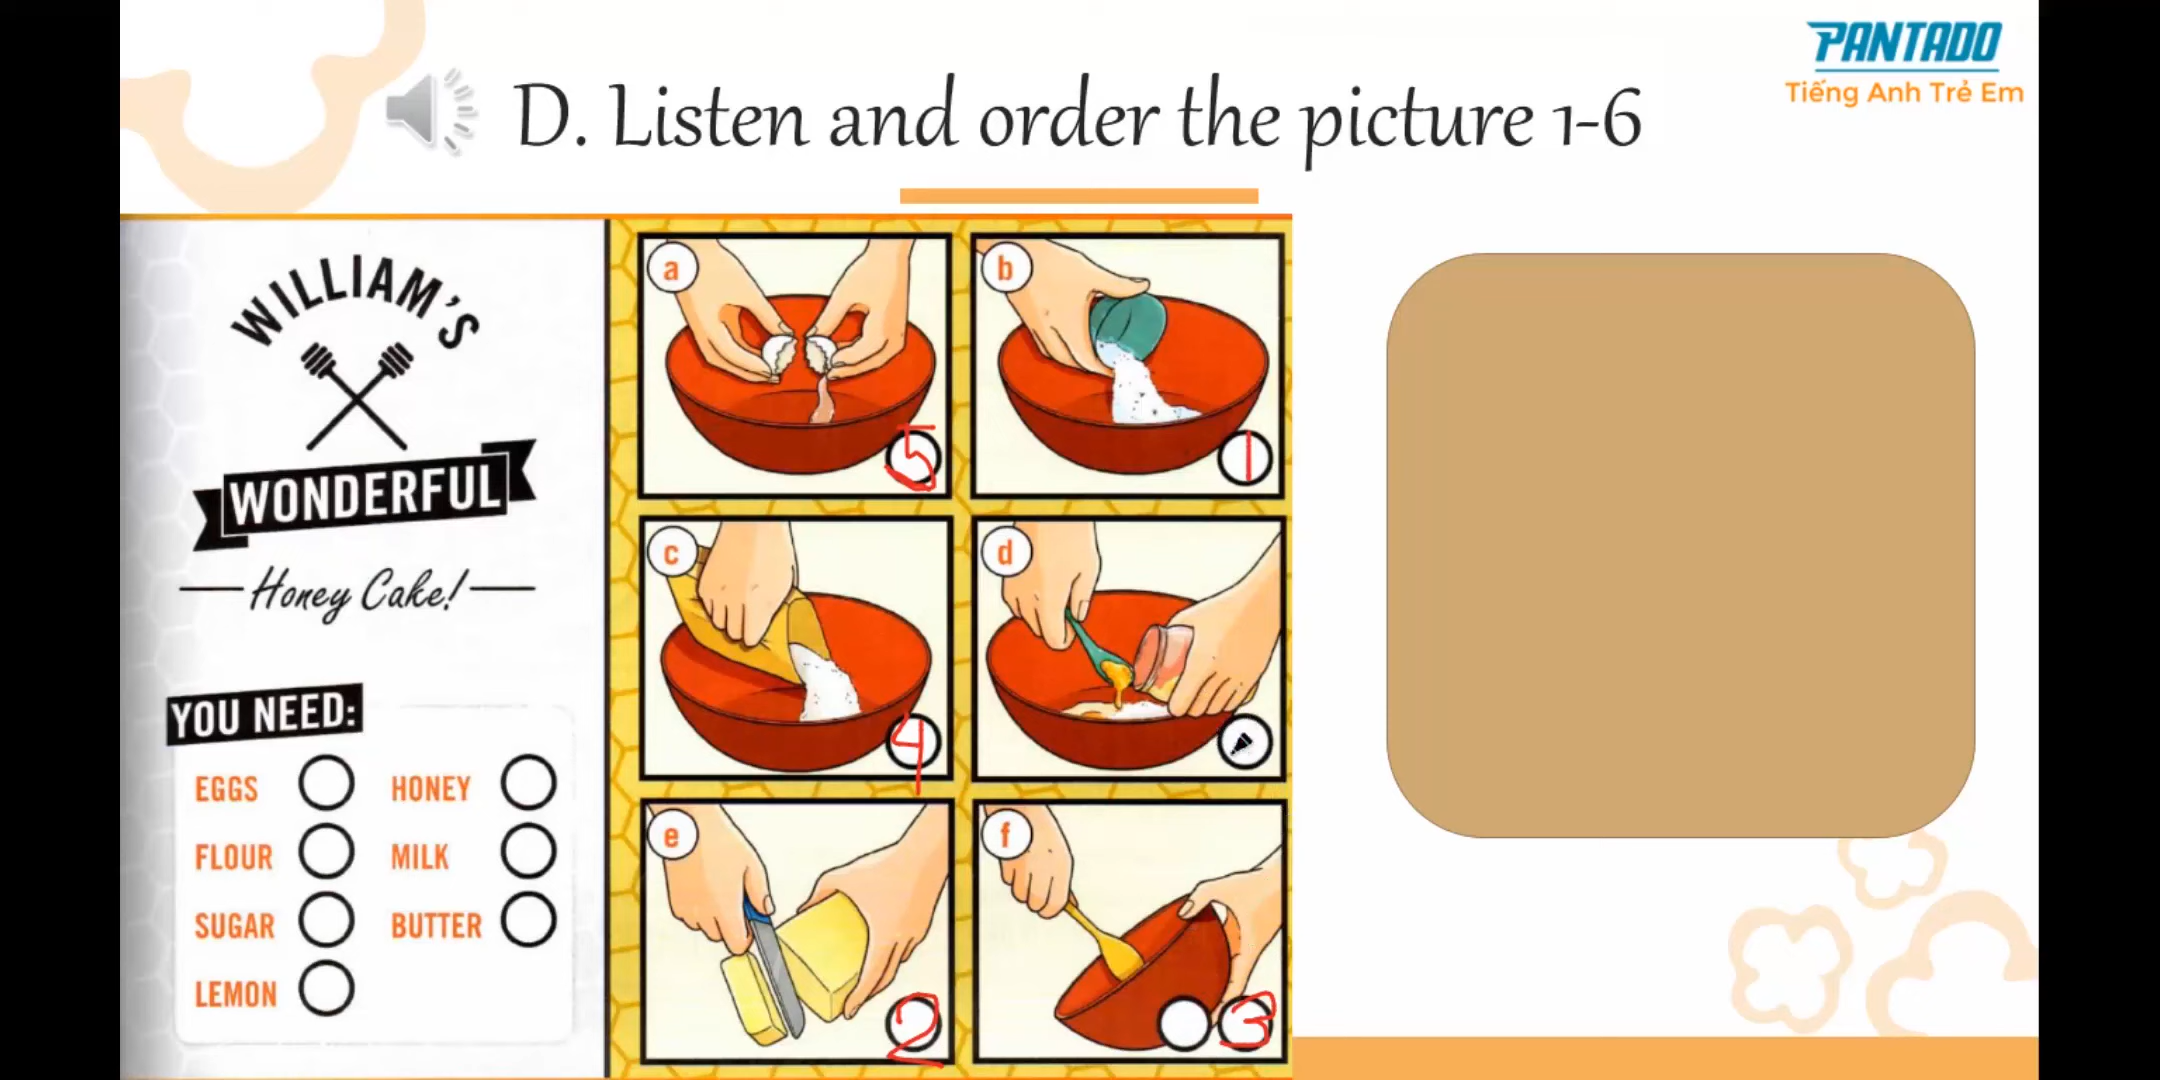 PANTADO
Tiếng Anh Trẻ Em
D. Listen and order the picture 1-6
WILLIAM'S
WONDERFUL
Honey Cake!
YOU NEED:
EGGS HONEY
FLOUR MILK
SUGAR BUTTER
LEMON
a b
5 1
c d
4
e f
2 3